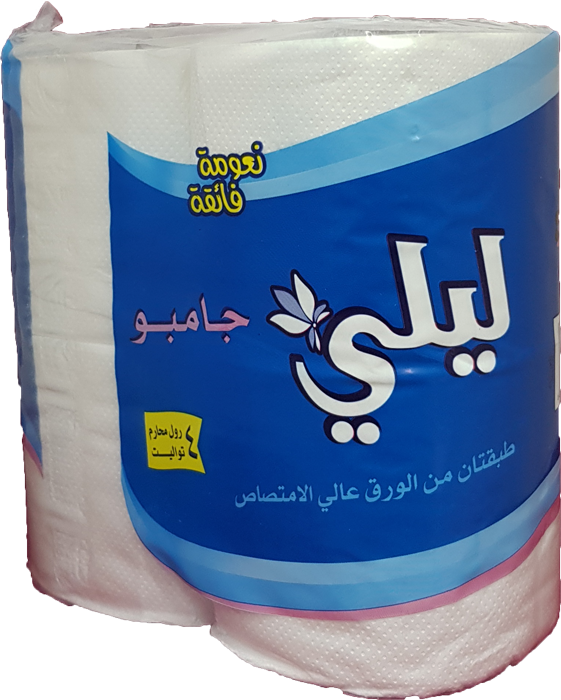 نعومة
فائقة
ليلي
جامبو
٤ رول محارم
تواليت
طبقتان من الورق عالي الامتصاص